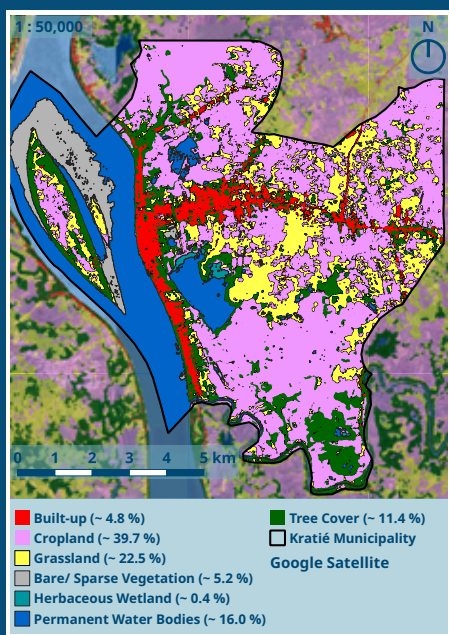 1 : 50,000
N
0 1 2 3 4 5 km
Built-up (~ 4.8 %)
Cropland (~ 39.7 %)
Grassland (~ 22.5 %)
Bare/ Sparse Vegetation (~ 5.2 %)
Herbaceous Wetland (~ 0.4 %)
Permanent Water Bodies (~ 16.0 %)
Tree Cover (~ 11.4 %)
Kratié Municipality
Google Satellite